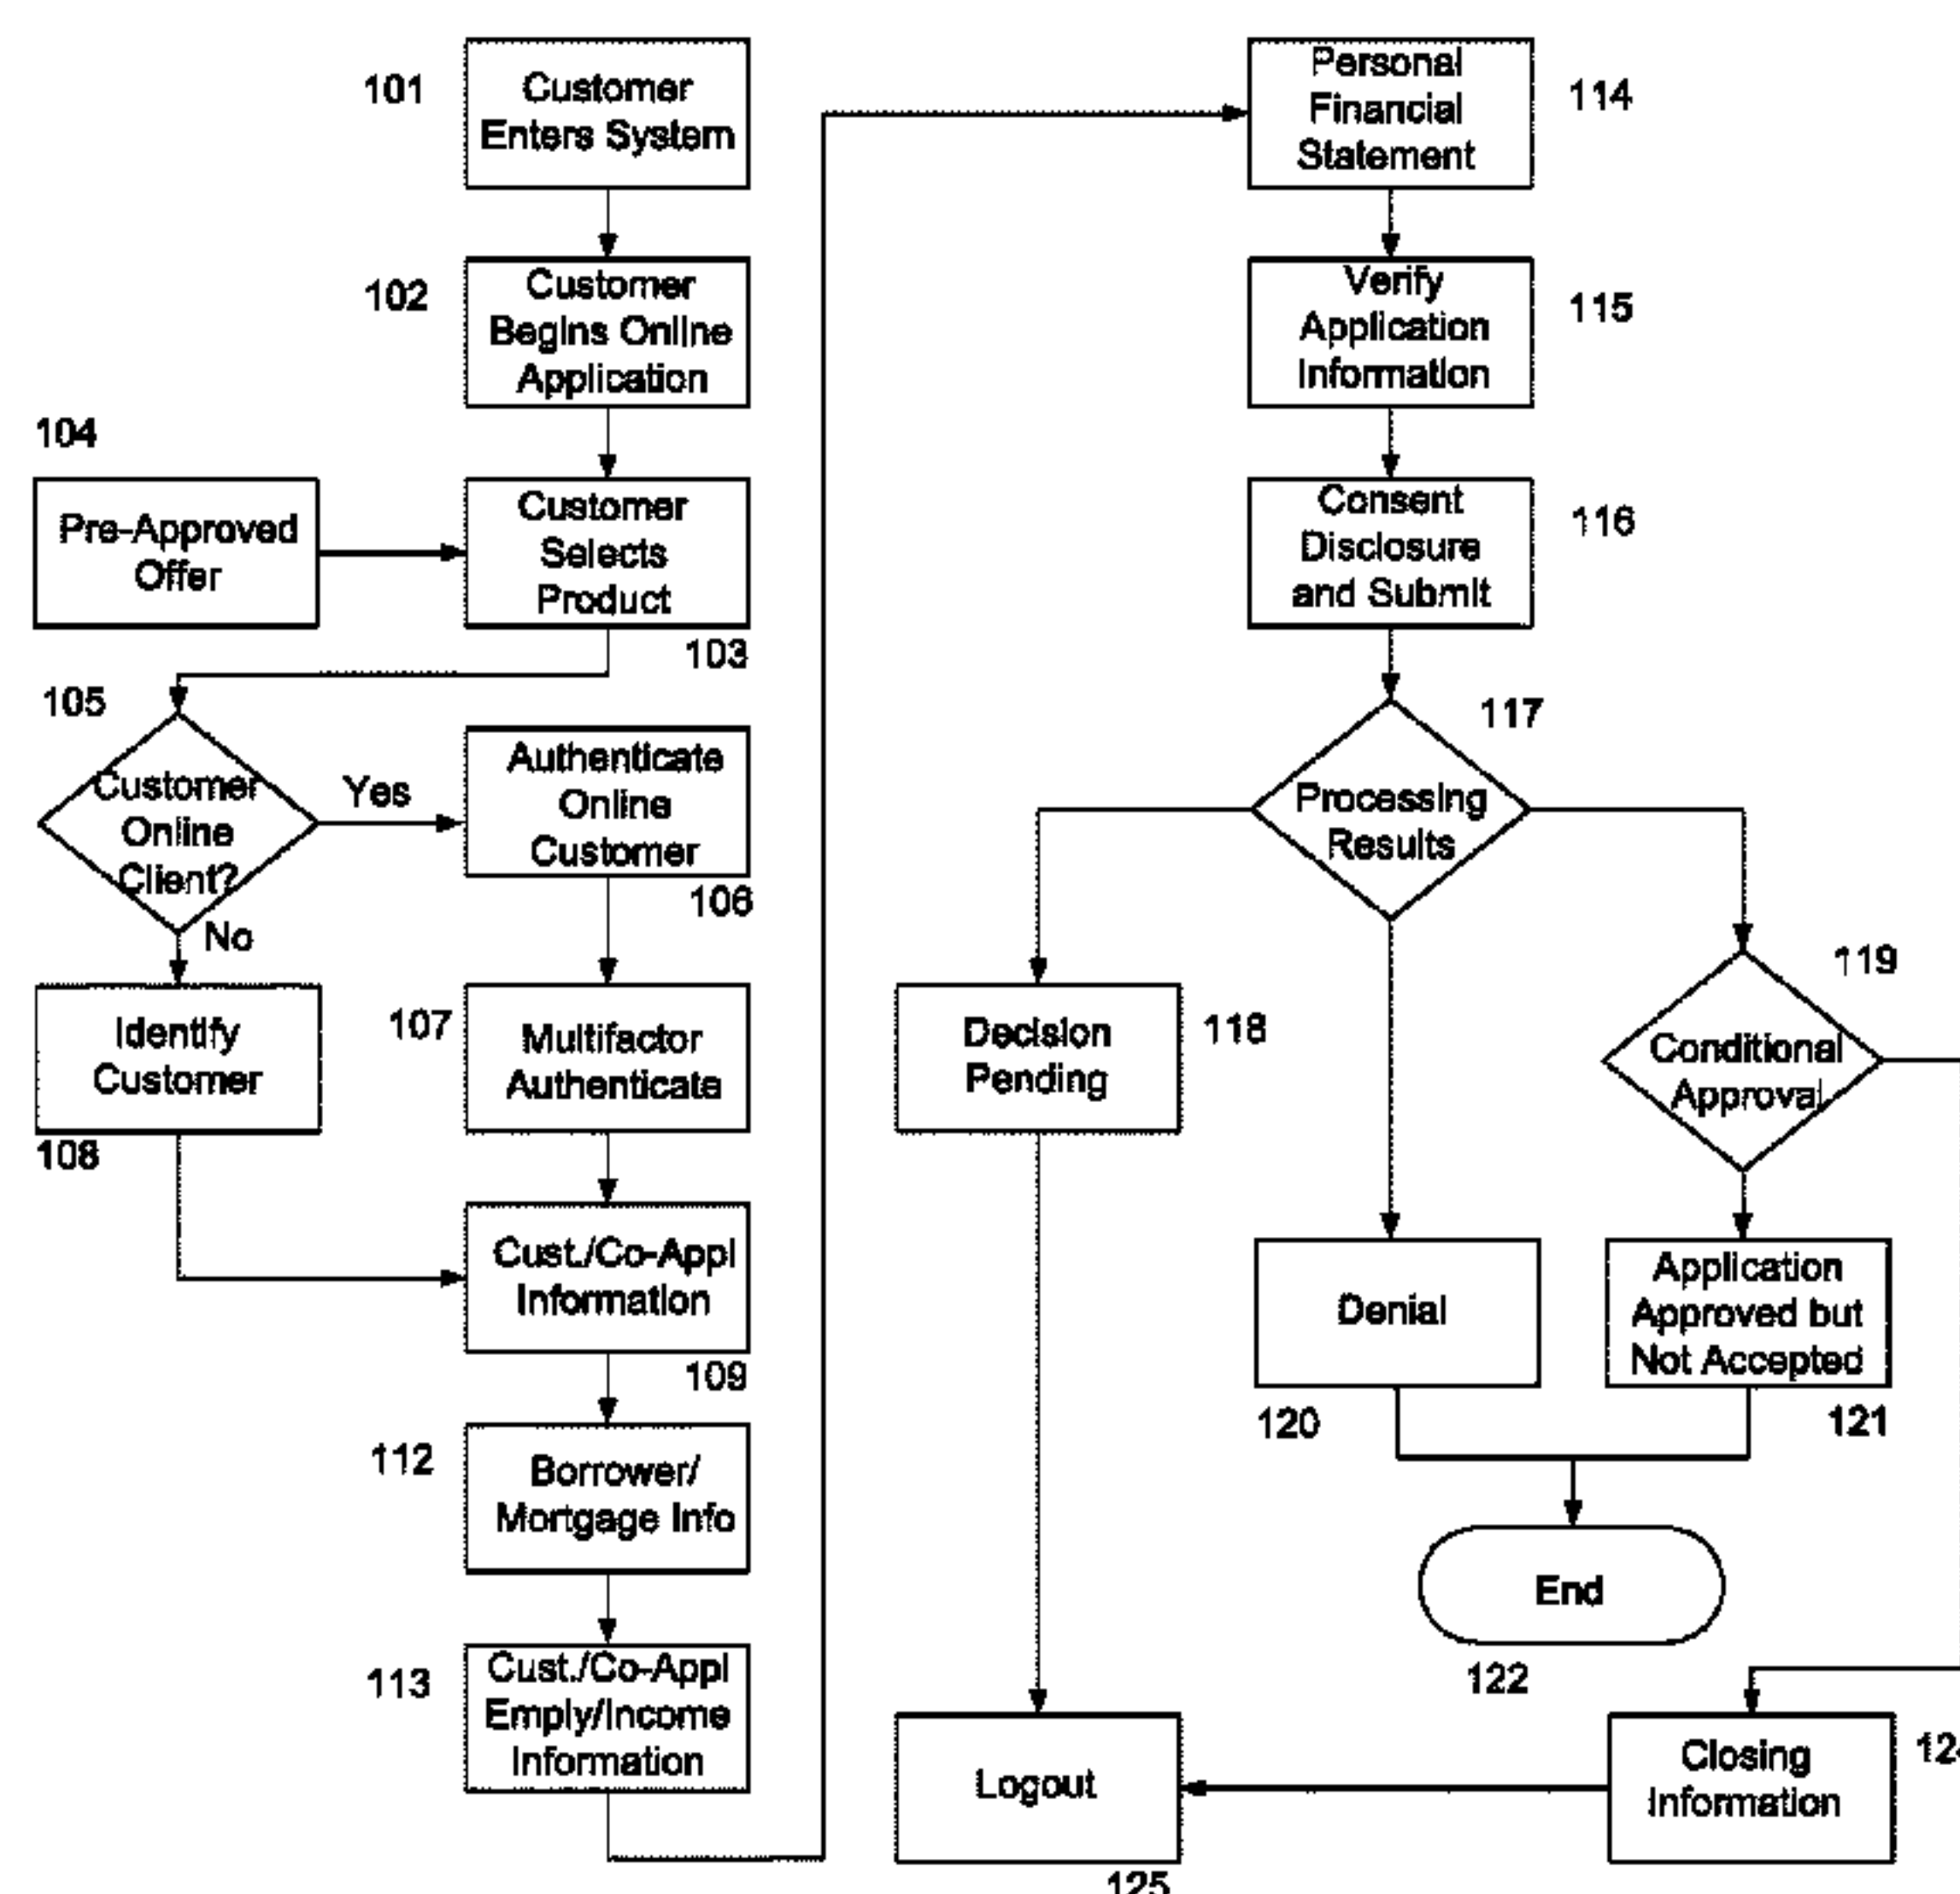 101
Customer
Enters System
102
Customer
Begins Online
Application
104
Pre-Approved
Offer
Customer
Selects
Product
103
105
Customer
Online
Client?
Yes
No
Authenticate
Online
Customer
106
Identify
Customer
108
107
Multifactor
Authenticate
Cust./Co-Appl
Information
109
112
Borrower/
Mortgage Info
113
Cust./Co-Appl
Emply/Income
Information
Personal
Financial
Statement
114
Verify
Application
Information
115
Consent
Disclosure
and Submit
116
117
Processing
Results
Decision
Pending
118
119
Conditional
Approval
Denial
120
Application
Approved but
Not Accepted
121
End
122
Logout
125
Closing
Information